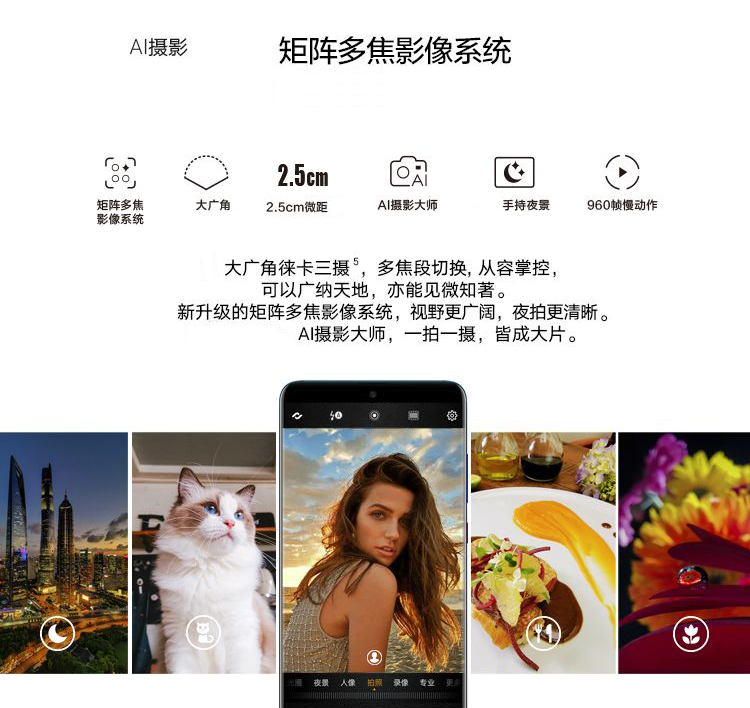 AI摄影
矩阵多焦影像系统
2.5cm
AI
矩阵多焦
影像系统
大广角
2.5cm微距
AI摄影大师
手持夜景
960帧慢动作
大广角徕卡三摄5，多焦段切换, 从容掌控，
可以广纳天地，亦能见微知著。
新升级的矩阵多焦影像系统，视野更广阔，夜拍更清晰。
AI摄影大师，一拍一摄, 皆成大片。
A
夜景 人像 拍照 录像 专业 更多